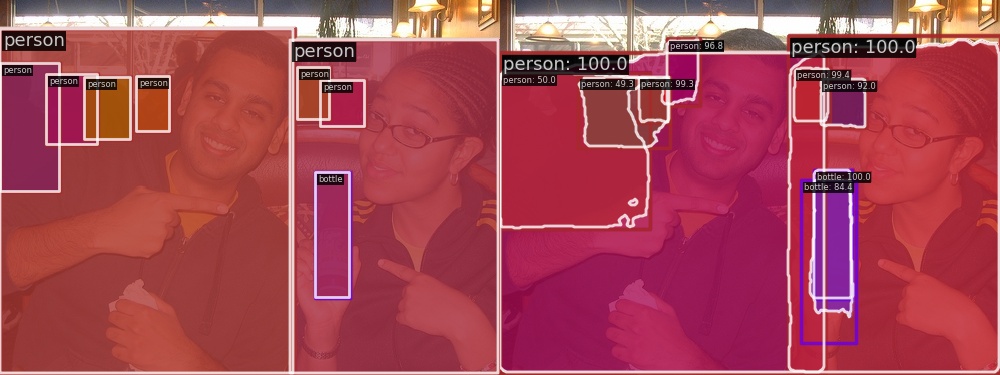 person
person
person
person
person
person
person
person
bottle
person: 100.0
person: 50.0
person: 49.3
person: 99.3
person: 96.8
person: 100.0
person: 99.4
person: 92.0
bottle: 100.0
bottle: 84.4